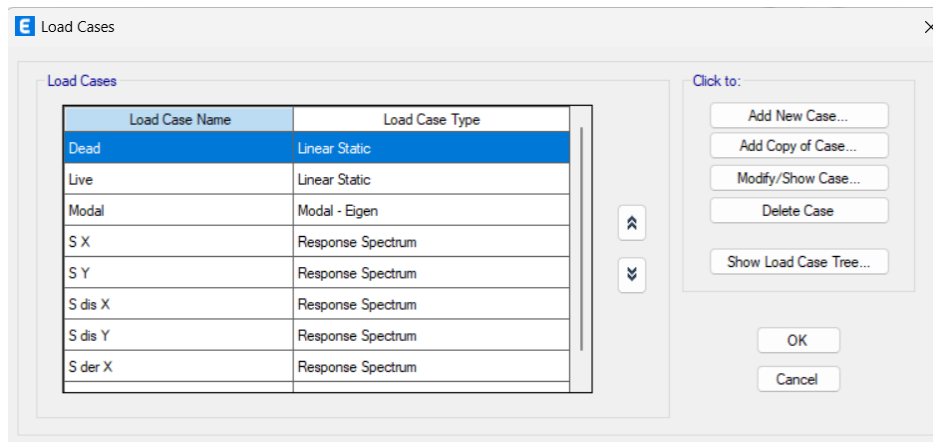 E Load Cases
Load Cases
Load Case Name Load Case Type
Dead Linear Static
Live Linear Static
Modal Modal - Eigen
S X Response Spectrum
S Y Response Spectrum
S dis X Response Spectrum
S dis Y Response Spectrum
S der X Response Spectrum
Click to:
Add New Case...
Add Copy of Case...
Modify/Show Case...
Delete Case
Show Load Case Tree...
OK
Cancel